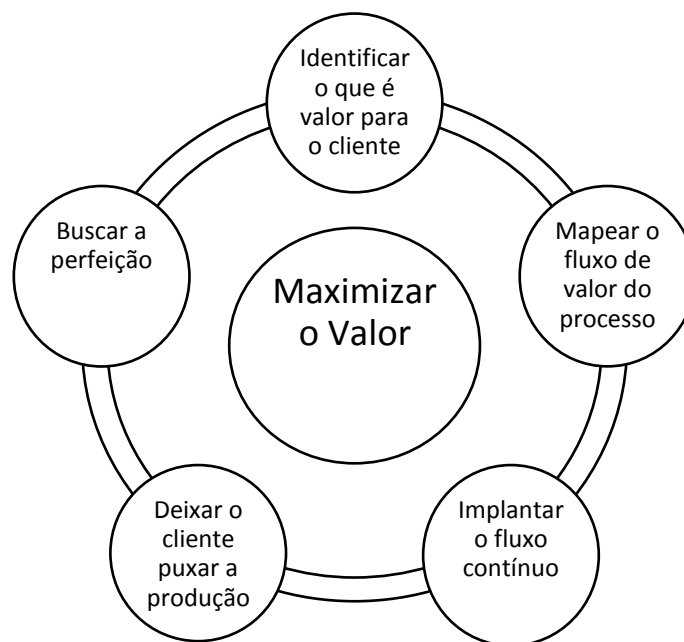 Identificar
o que é
valor para
o cliente
Mapear o
fluxo de
valor do
processo
Implantar
o fluxo
contínuo
Deixar o
cliente
puxar a
produção
Buscar a
perfeição
Maximizar
o Valor